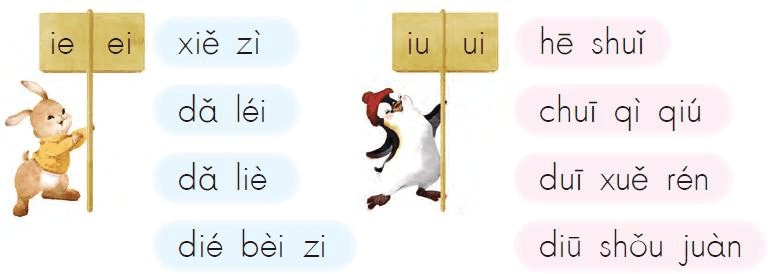 ie ei
xiě zì
dǎ léi
dǎ liè
dié bèi zi
iu ui
hē shuǐ
chuī qì qiú
duī xuě rén
diū shǒu juàn